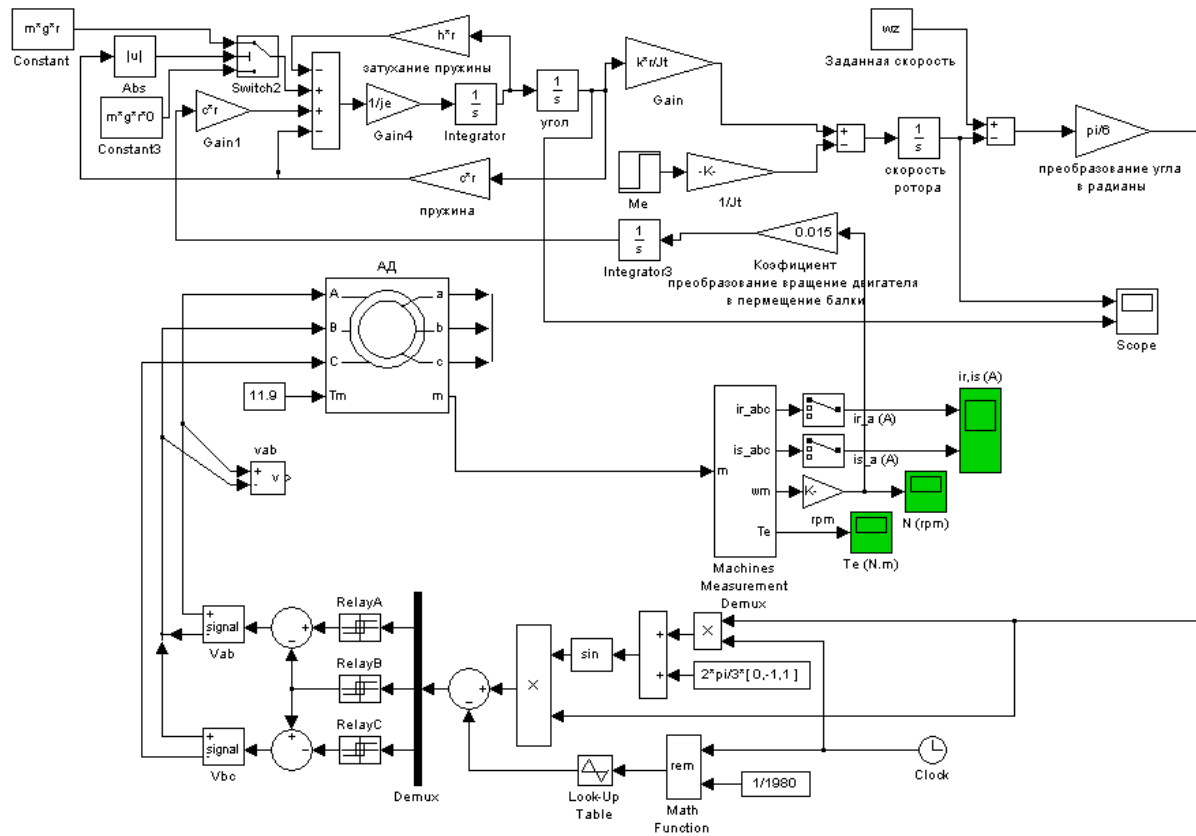 m*g*r
Constant
|u|
Abs
m*g*r*0
Constant3
Switch2
c*r
Gain1
h*r
затухание пружины
1/je
Gain4
1
s
Integrator
1
s
угол
c*r
пружина
k*r/Jt
Gain
Me
-K-
1/Jt
1
s
скорость
ротора
wz
Заданная скорость
pi/6
преобразование угла
в радианы
1
s
Integrator3
0.015
Коэфициент
преобразование вращение двигателя
в пермещение балки
Scope
АД
A
B
C
Tm
a
b
c
m
11.9
vab
+
-
v
m
ir_abc
is_abc
wm
Te
Machines
Measurement
Demux
ir_a (A)
is_a (A)
ir,is (A)
K-
rpm
N (rpm)
Te (N.m)
RelayA
RelayB
RelayC
+
-
signal
Vab
+
-
signal
Vbc
Demux
×
sin
×
2*pi/3*[ 0,-1,1 ]
Look-Up
Table
rem
Math
Function
1/1980
Clock